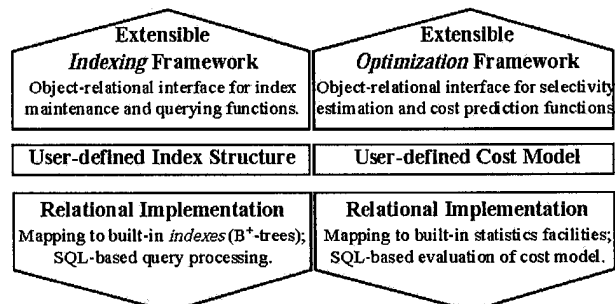 Extensible
Indexing Framework
Object-relational interface for index
maintenance and querying functions.
Extensible
Optimization Framework
Object-relational interface for selectivity
estimation and cost prediction functions
User-defined Index Structure
User-defined Cost Model
Relational Implementation
Mapping to built-in indexes (B⁺-trees);
SQL-based query processing.
Relational Implementation
Mapping to built-in statistics facilities;
SQL-based evaluation of cost model.